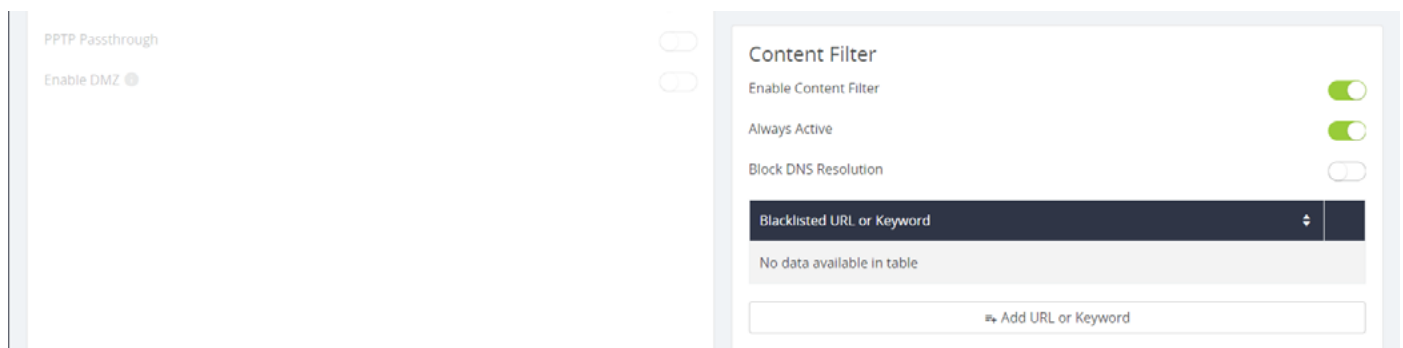 PPTP Passthrough
Enable DMZ
Content Filter
Enable Content Filter
Always Active
Block DNS Resolution
Blacklisted URL or Keyword
No data available in table
Add URL or Keyword